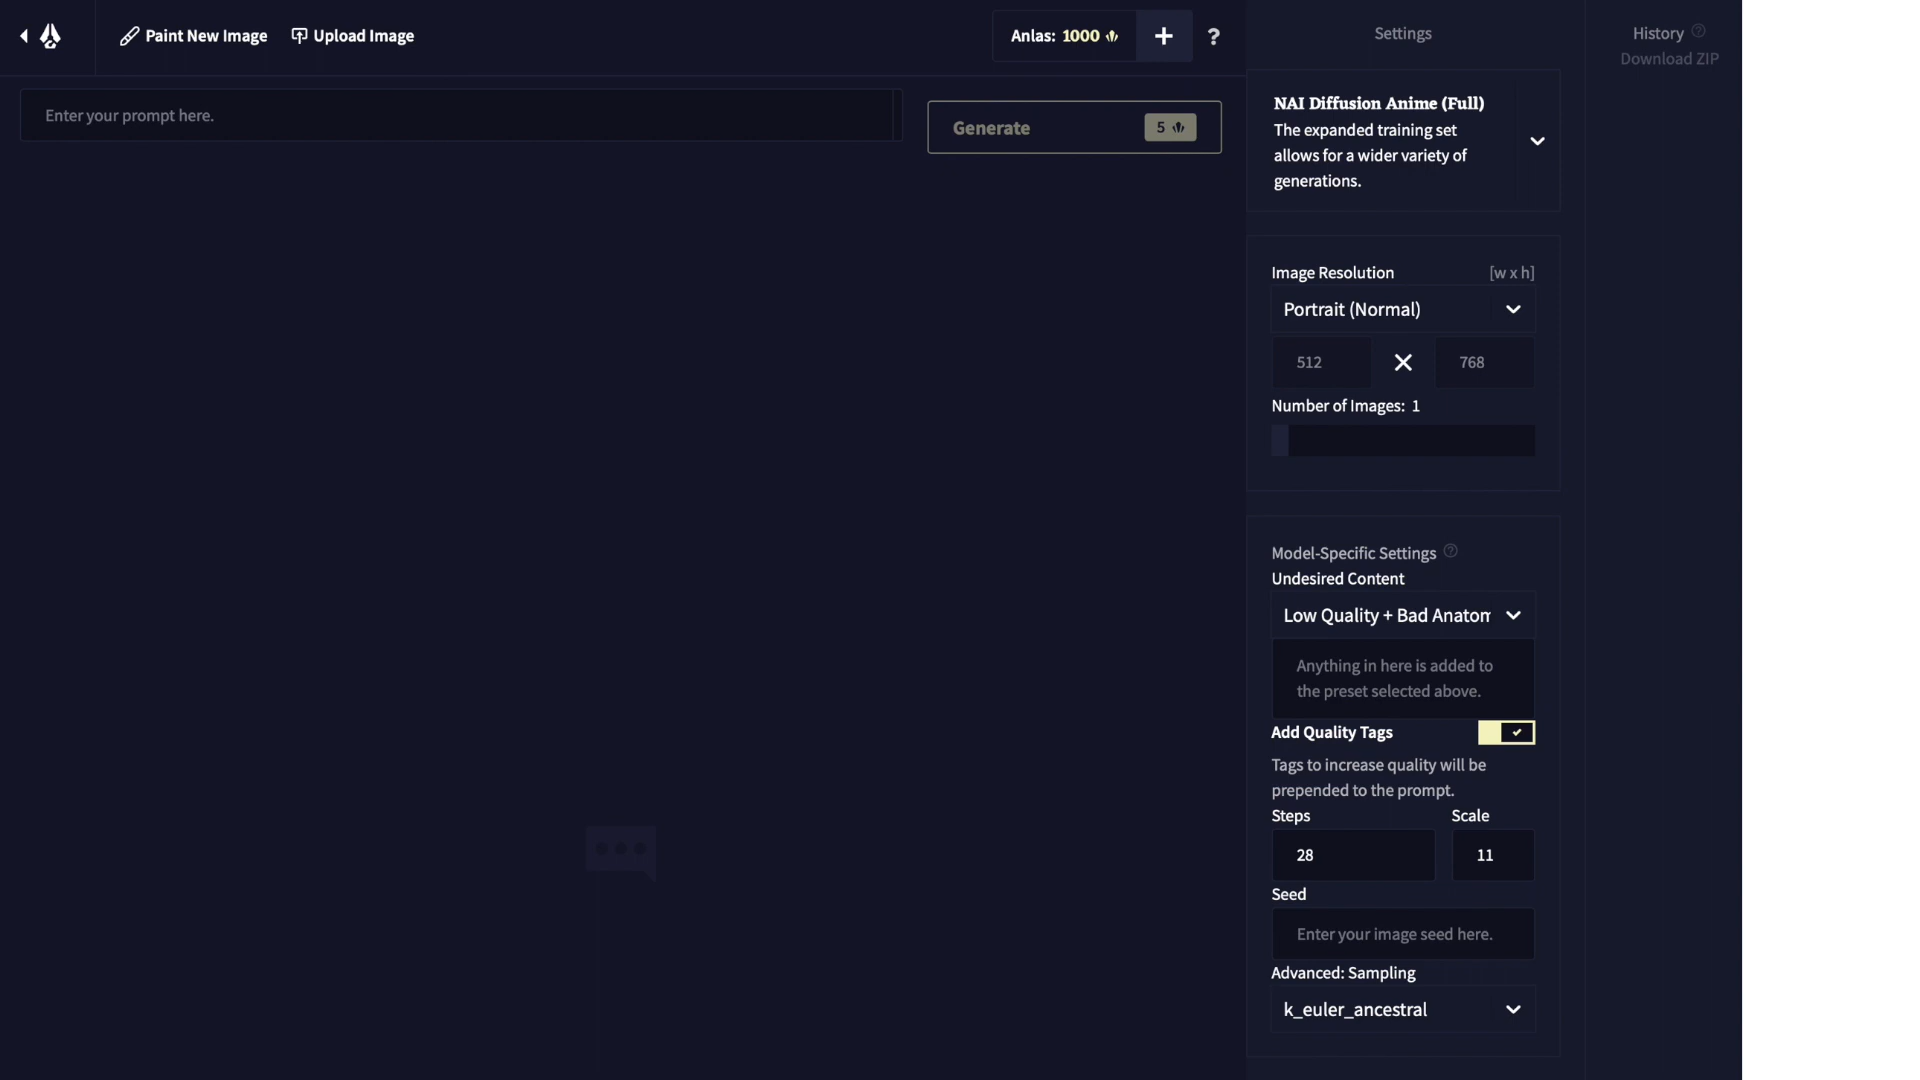 Paint New Image
Upload Image
Anlas: 1000
+
?
Enter your prompt here.
Generate
5
Settings
NAI Diffusion Anime (Full)
The expanded training set
allows for a wider variety of
generations.
Image Resolution [w x h]
Portrait (Normal)
512 X 768
Number of Images: 1
Model-Specific Settings
Undesired Content
Low Quality + Bad Anatom
Anything in here is added to
the preset selected above.
Add Quality Tags
Tags to increase quality will be
prepended to the prompt.
Steps Scale
28 11
Seed
Enter your image seed here.
Advanced: Sampling
k_euler_ancestral
History
Download ZIP